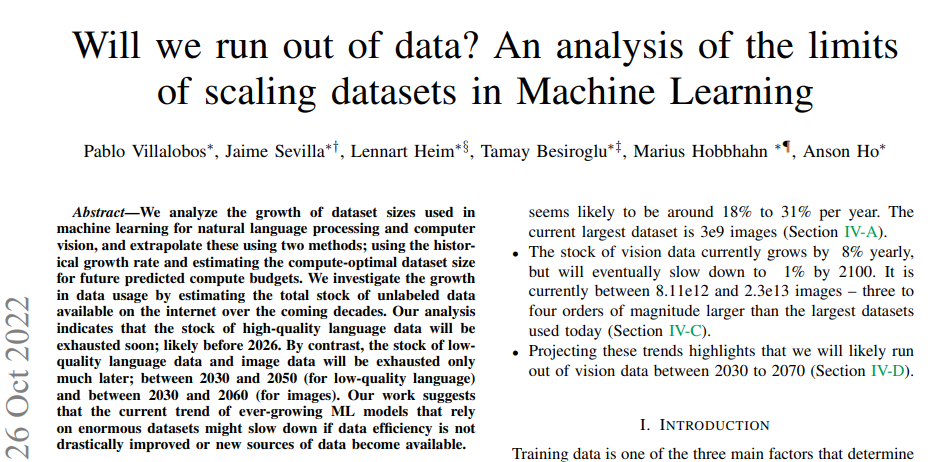 Will we run out of data? An analysis of the limits
of scaling datasets in Machine Learning
Pablo Villalobos*, Jaime Sevilla*†, Lennart Heim*§, Tamay Besiroglu*‡, Marius Hobbhahn *¶, Anson Ho*
Abstract—We analyze the growth of dataset sizes used in
machine learning for natural language processing and computer
vision, and extrapolate these using two methods; using the histor-
ical growth rate and estimating the compute-optimal dataset size
for future predicted compute budgets. We investigate the growth
in data usage by estimating the total stock of unlabeled data
available on the internet over the coming decades. Our analysis
indicates that the stock of high-quality language data will be
exhausted soon; likely before 2026. By contrast, the stock of low-
quality language data and image data will be exhausted only
much later; between 2030 and 2050 (for low-quality language)
and between 2030 and 2060 (for images). Our work suggests
that the current trend of ever-growing ML models that rely
on enormous datasets might slow down if data efficiency is not
drastically improved or new sources of data become available.
seems likely to be around 18% to 31% per year. The
current largest dataset is 3e9 images (Section IV-A).
• The stock of vision data currently grows by 8% yearly,
but will eventually slow down to 1% by 2100. It is
currently between 8.11e12 and 2.3e13 images – three to
four orders of magnitude larger than the largest datasets
used today (Section IV-C).
• Projecting these trends highlights that we will likely run
out of vision data between 2030 to 2070 (Section IV-D).
I. INTRODUCTION
Training data is one of the three main factors that determine
26 Oct 2022